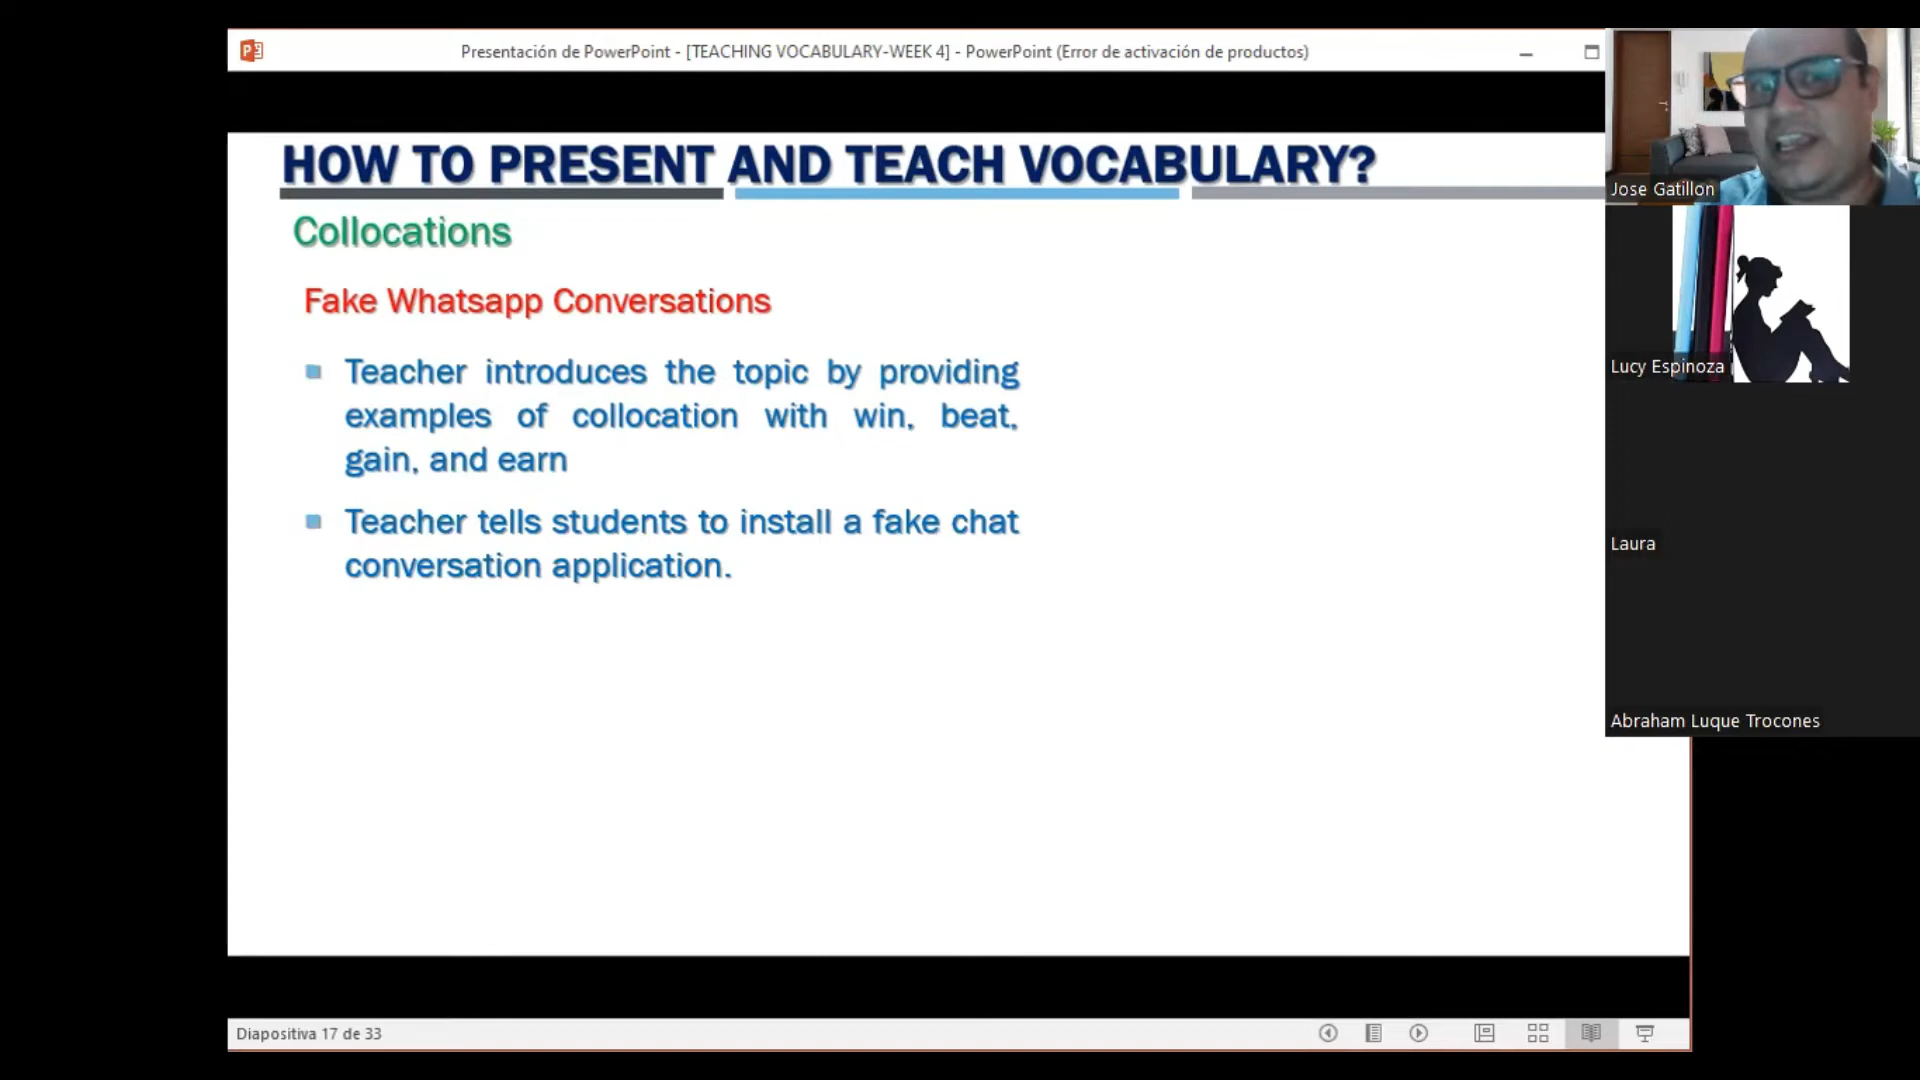 Presentación de PowerPoint - [TEACHING VOCABULARY-WEEK 4] - PowerPoint (Error de activación de productos)
HOW TO PRESENT AND TEACH VOCABULARY?
Collocations
Fake Whatsapp Conversations
Teacher introduces the topic by providing
examples of collocation with win, beat,
gain, and earn
Teacher tells students to install a fake chat
conversation application.
Jose Gatillon
Lucy Espinoza
Laura
Abraham Luque Trocones
Diapositiva 17 de 33